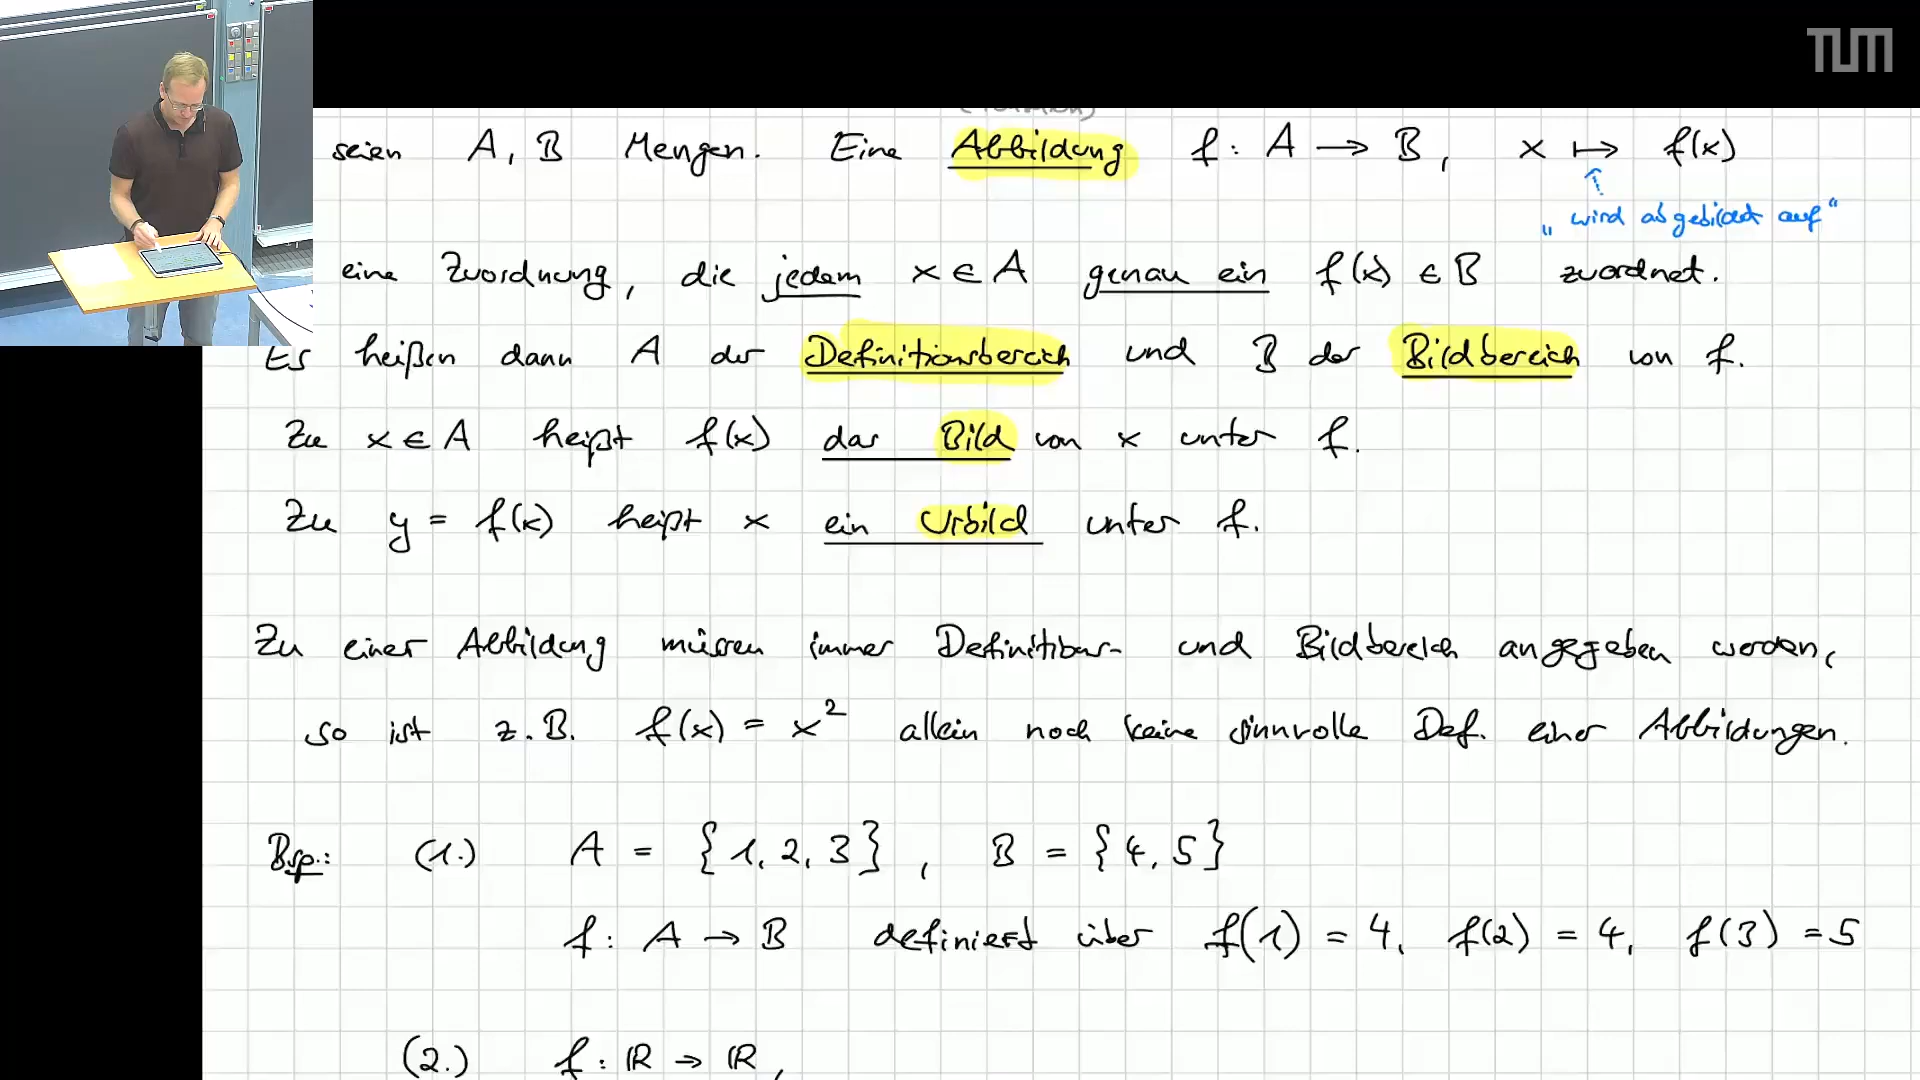 TUM
seien A, B Mengen. Eine Abbildung f: A → B, x ↦ f(x)
„wird abgebildet auf“
eine Zuordnung, die jedem x ∈ A genau ein f(x) ∈ B zuordnet.
Es heißen dann A der Definitionsbereich und B der Bildbereich von f.
Zu x ∈ A heißt f(x) das Bild von x unter f.
Zu y = f(x) heißt x ein Urbild unter f.
Zu einer Abbildung müssen immer Definitions- und Bildbereich angegeben werden,
so ist z.B. f(x) = x² allein noch keine sinnvolle Def. einer Abbildungen.
Bsp.: (1.) A = {1, 2, 3}, B = {4, 5}
f: A → B definiert über f(1) = 4, f(2) = 4, f(3) = 5
(2.) f: ℝ → ℝ,